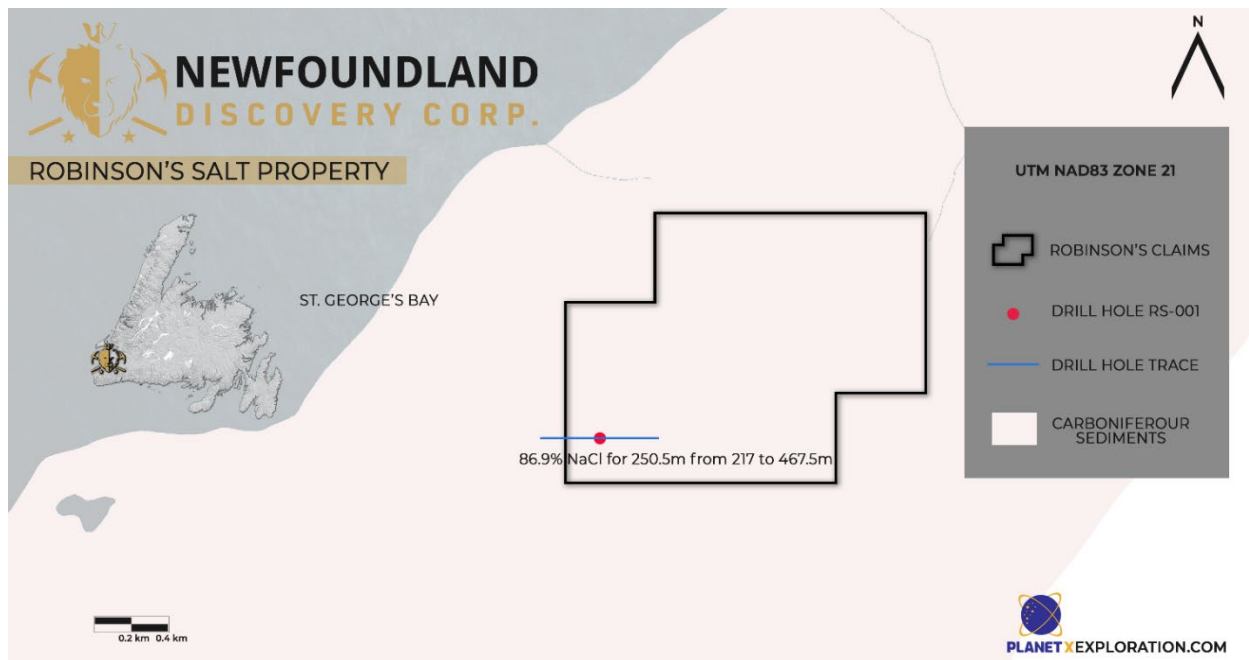 NEWFOUNDLAND
DISCOVERY CORP.
ROBINSON'S SALT PROPERTY
N
UTM NAD83 ZONE 21
ROBINSON'S CLAIMS
DRILL HOLE RS-001
DRILL HOLE TRACE
CARBONIFEROUR
SEDIMENTS
ST. GEORGE'S BAY
86.9% NaCl for 250.5m from 217 to 467.5m
0.2 km 0.4 km
PLANETXEXPLORATION.COM